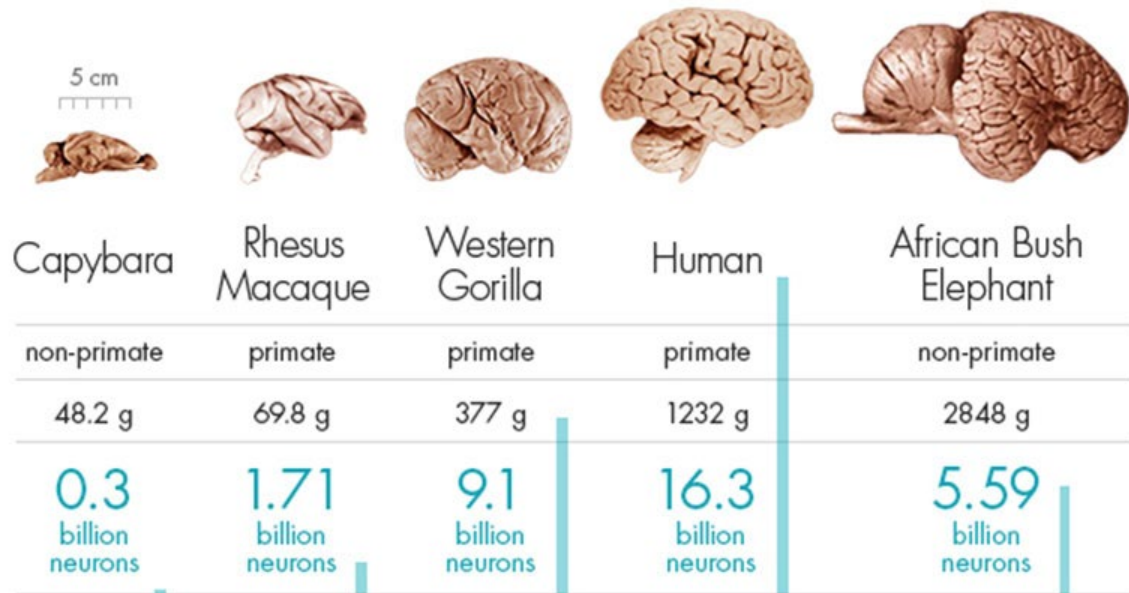 5 cm
Capybara
Rhesus
Macaque
Western
Gorilla
Human
African Bush
Elephant
non-primate
primate
primate
primate
non-primate
48.2 g
69.8 g
377 g
1232 g
2848 g
0.3
billion
neurons
1.71
billion
neurons
9.1
billion
neurons
16.3
billion
neurons
5.59
billion
neurons